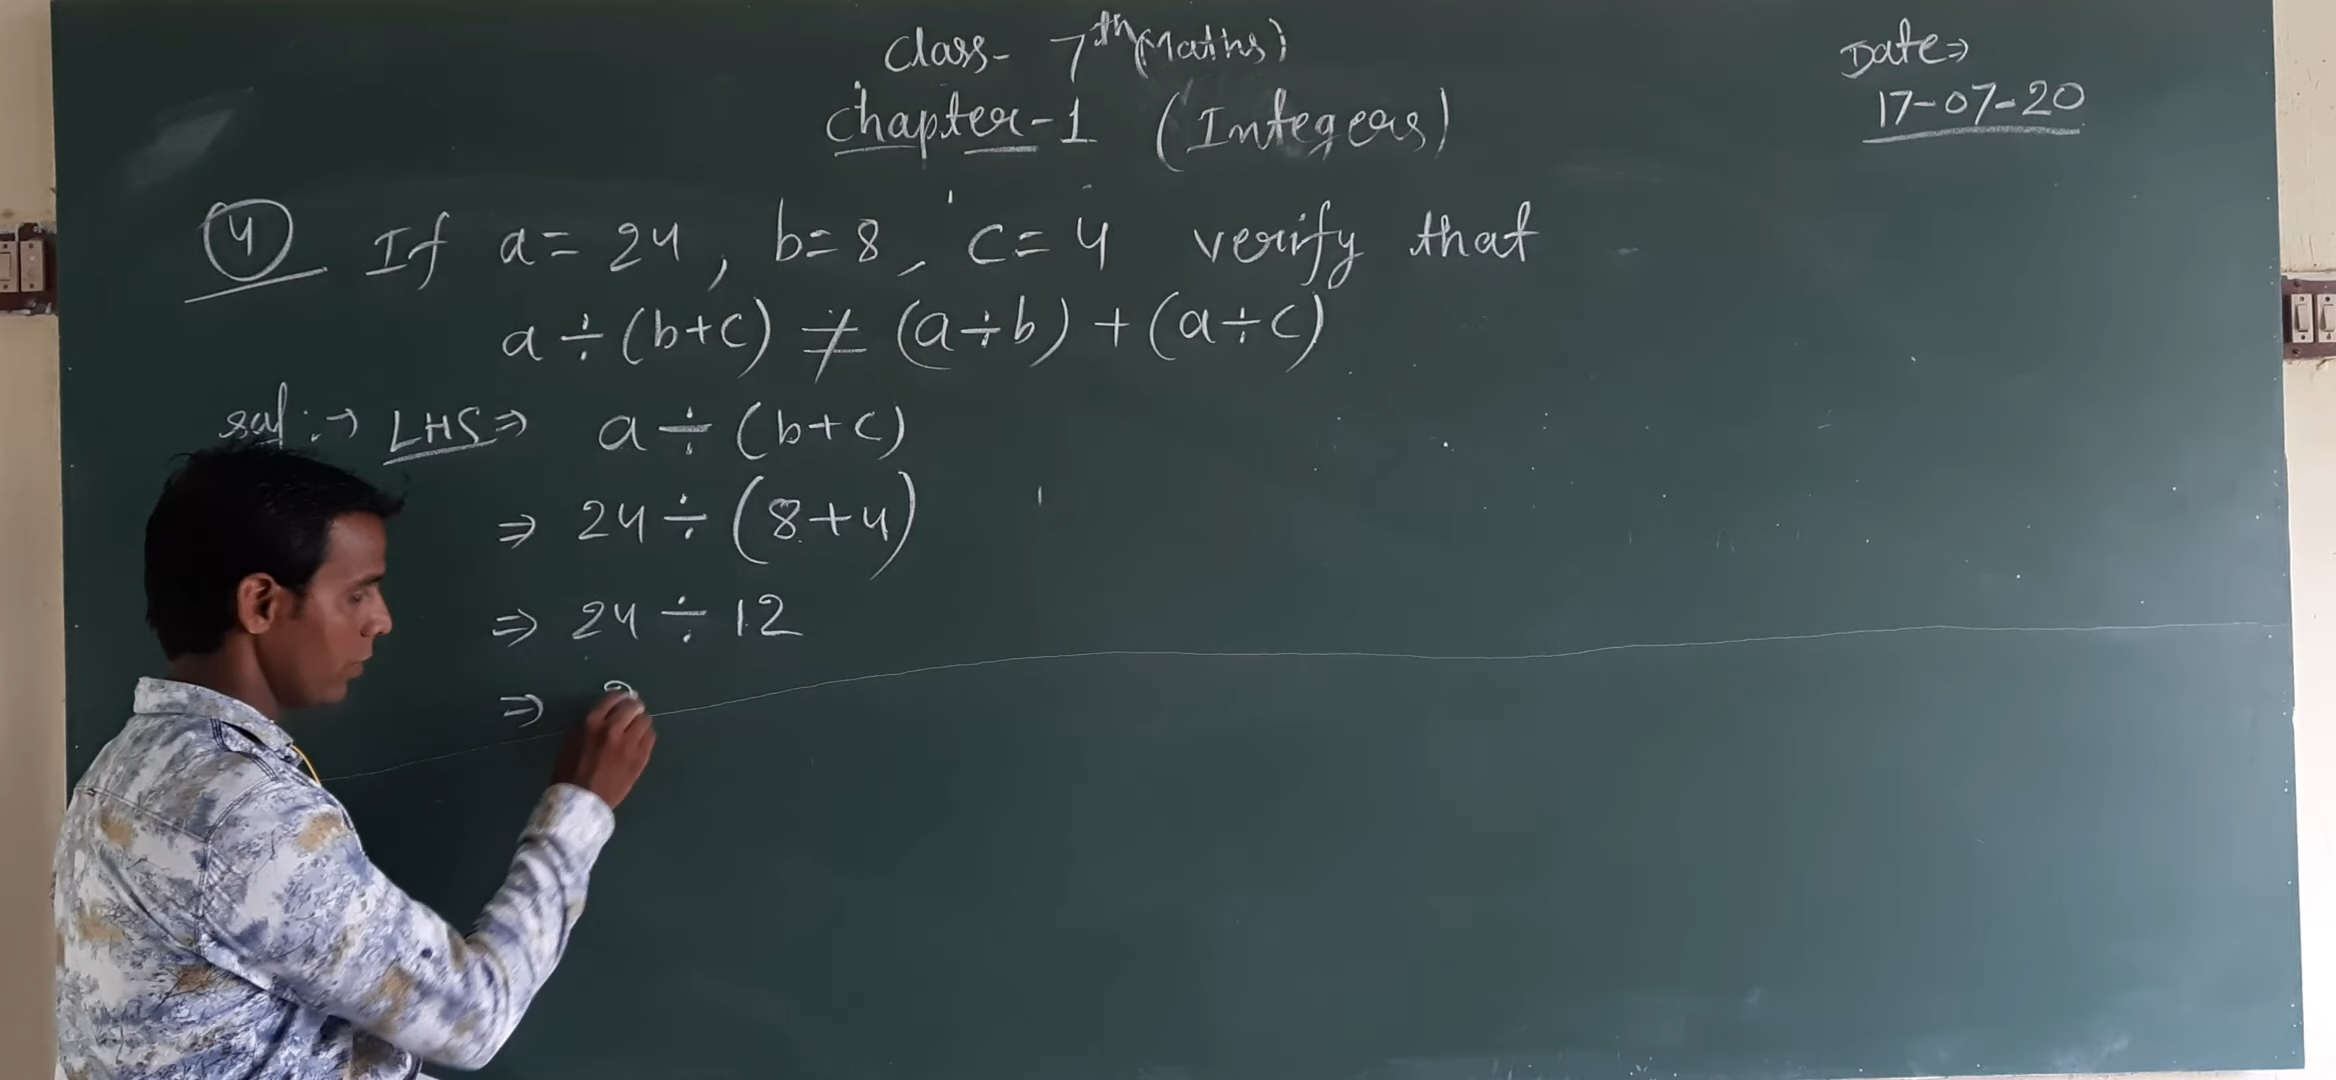 Class- 7th (Maths)
Chapter-1 (Integers)
Date⇒
17-07-20
4 If a=24, b=8, c=4 verify that
a÷(b+c) ≠ (a÷b)+(a÷c)
sol:→ LHS⇒ a÷(b+c)
⇒ 24÷(8+4)
⇒ 24÷12
⇒ 2